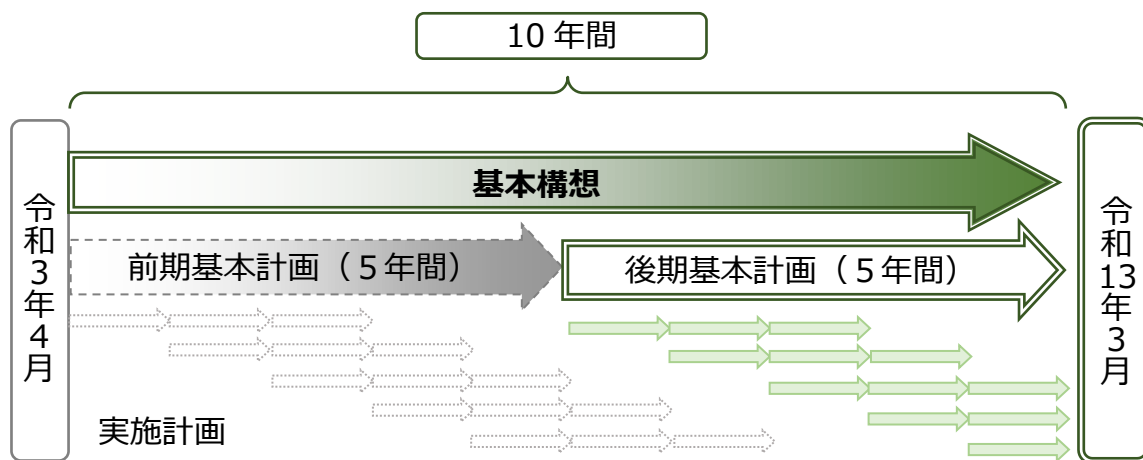 10 年間
令和３年４月
基本構想
令和13年３月
前期基本計画（５年間）
後期基本計画（５年間）
実施計画